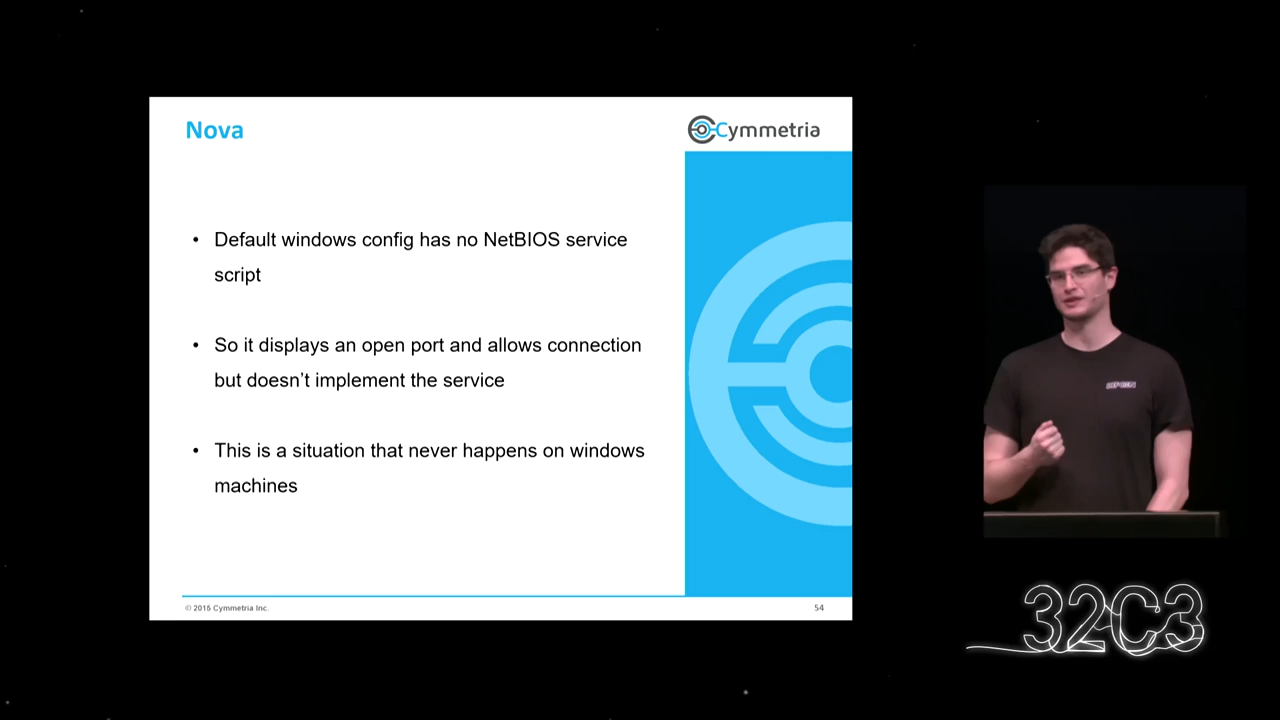 Nova
Cymmetria
• Default windows config has no NetBIOS service
script
• So it displays an open port and allows connection
but doesn’t implement the service
• This is a situation that never happens on windows
machines
© 2015 Cymmetria Inc.
54
32C3